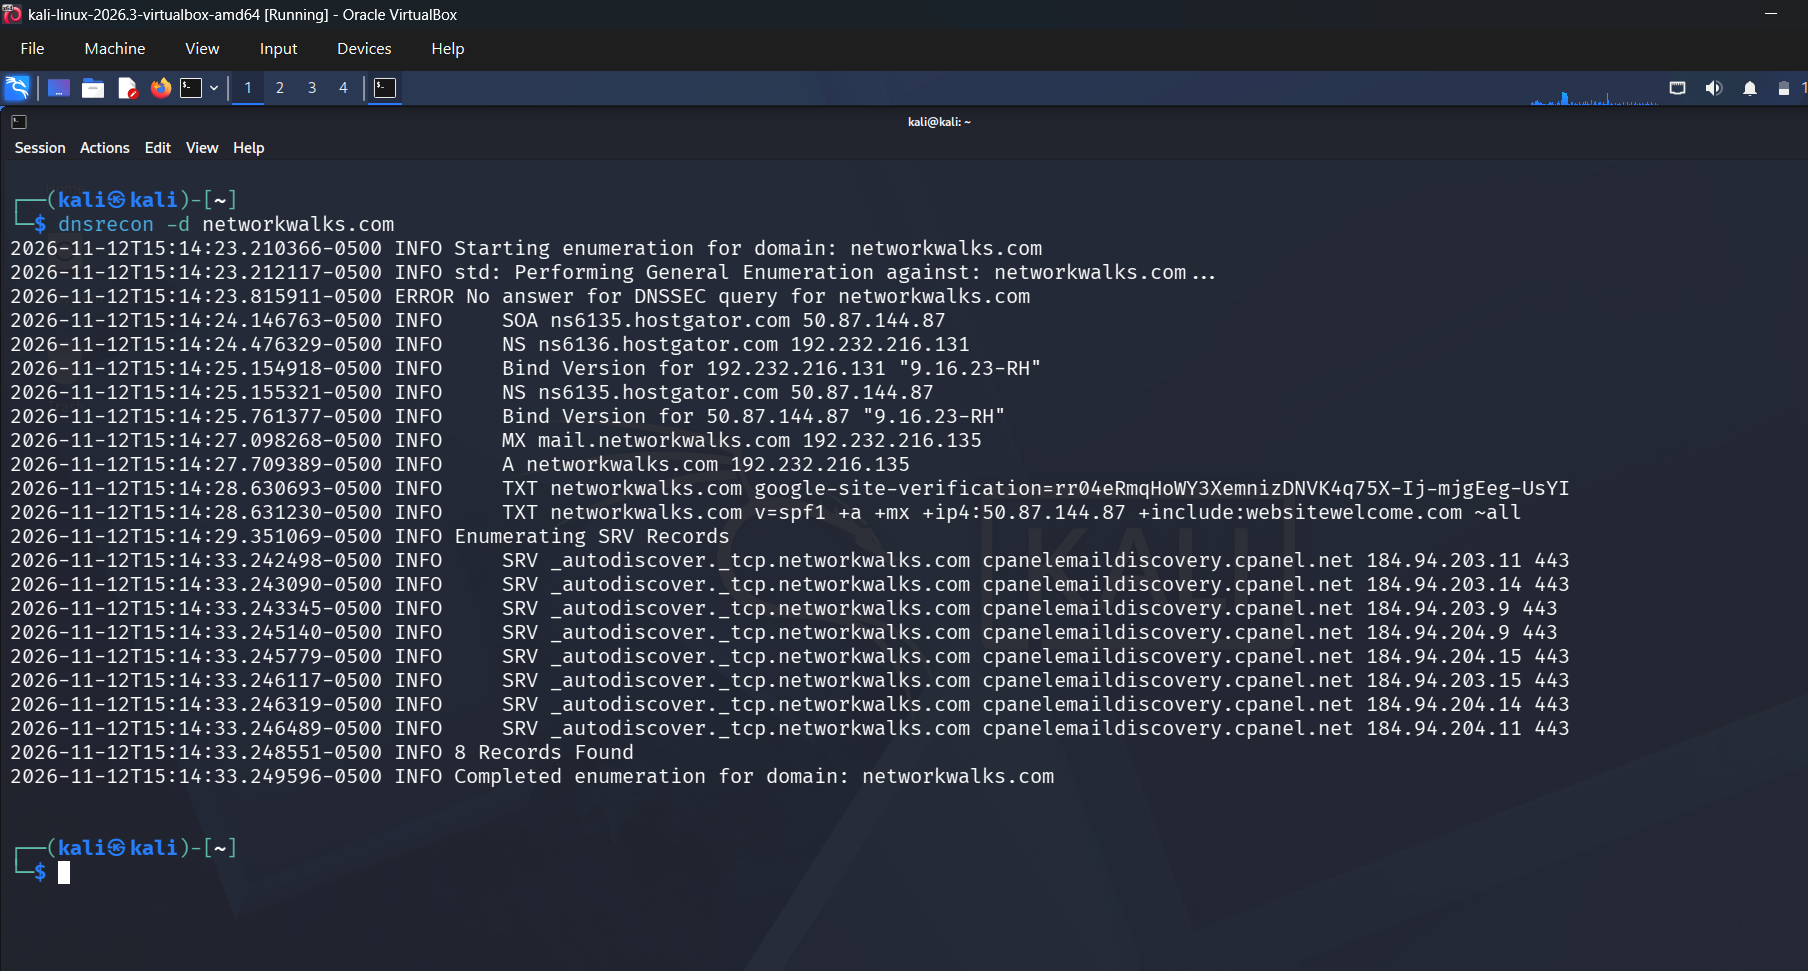 kali-linux-2026.3-virtualbox-amd64 [Running] - Oracle VirtualBox
File Machine View Input Devices Help
1 2 3 4
kali@kali: ~
Session Actions Edit View Help
┌──(kali㉿kali)-[~]
└─$ dnsrecon -d networkwalks.com
2026-11-12T15:14:23.210366-0500 INFO Starting enumeration for domain: networkwalks.com
2026-11-12T15:14:23.212117-0500 INFO std: Performing General Enumeration against: networkwalks.com...
2026-11-12T15:14:23.815911-0500 ERROR No answer for DNSSEC query for networkwalks.com
2026-11-12T15:14:24.146763-0500 INFO     SOA ns6135.hostgator.com 50.87.144.87
2026-11-12T15:14:24.476329-0500 INFO     NS ns6136.hostgator.com 192.232.216.131
2026-11-12T15:14:25.154918-0500 INFO     Bind Version for 192.232.216.131 "9.16.23-RH"
2026-11-12T15:14:25.155321-0500 INFO     NS ns6135.hostgator.com 50.87.144.87
2026-11-12T15:14:25.761377-0500 INFO     Bind Version for 50.87.144.87 "9.16.23-RH"
2026-11-12T15:14:27.098268-0500 INFO     MX mail.networkwalks.com 192.232.216.135
2026-11-12T15:14:27.709389-0500 INFO     A networkwalks.com 192.232.216.135
2026-11-12T15:14:28.630693-0500 INFO     TXT networkwalks.com google-site-verification=rr04eRmqHoWY3XemnizDNVK4q75X-Ij-mjgEeg-UsYI
2026-11-12T15:14:28.631230-0500 INFO     TXT networkwalks.com v=spf1 +a +mx +ip4:50.87.144.87 +include:websitewelcome.com ~all
2026-11-12T15:14:29.351069-0500 INFO Enumerating SRV Records
2026-11-12T15:14:33.242498-0500 INFO     SRV _autodiscover._tcp.networkwalks.com cpanelemaildiscovery.cpanel.net 184.94.203.11 443
2026-11-12T15:14:33.243090-0500 INFO     SRV _autodiscover._tcp.networkwalks.com cpanelemaildiscovery.cpanel.net 184.94.203.14 443
2026-11-12T15:14:33.243345-0500 INFO     SRV _autodiscover._tcp.networkwalks.com cpanelemaildiscovery.cpanel.net 184.94.203.9 443
2026-11-12T15:14:33.245140-0500 INFO     SRV _autodiscover._tcp.networkwalks.com cpanelemaildiscovery.cpanel.net 184.94.204.9 443
2026-11-12T15:14:33.245779-0500 INFO     SRV _autodiscover._tcp.networkwalks.com cpanelemaildiscovery.cpanel.net 184.94.204.15 443
2026-11-12T15:14:33.246117-0500 INFO     SRV _autodiscover._tcp.networkwalks.com cpanelemaildiscovery.cpanel.net 184.94.203.15 443
2026-11-12T15:14:33.246319-0500 INFO     SRV _autodiscover._tcp.networkwalks.com cpanelemaildiscovery.cpanel.net 184.94.204.14 443
2026-11-12T15:14:33.246489-0500 INFO     SRV _autodiscover._tcp.networkwalks.com cpanelemaildiscovery.cpanel.net 184.94.204.11 443
2026-11-12T15:14:33.248551-0500 INFO 8 Records Found
2026-11-12T15:14:33.249596-0500 INFO Completed enumeration for domain: networkwalks.com
┌──(kali㉿kali)-[~]
└─$
KALI